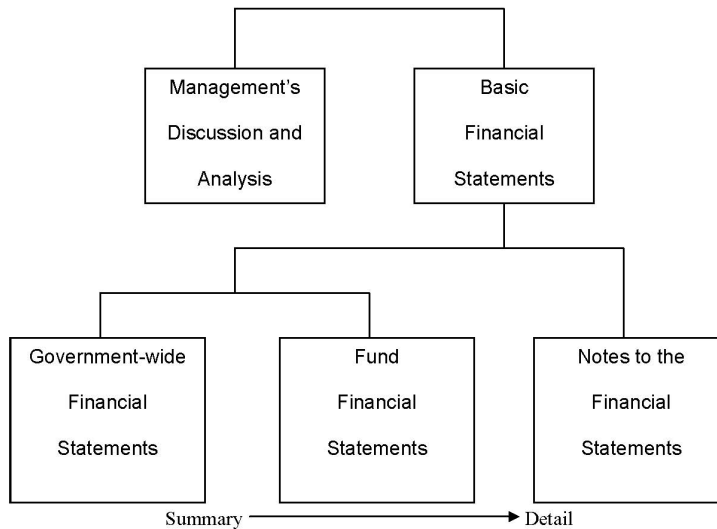 Management's
Discussion and
Analysis
Basic
Financial
Statements
Government-wide
Financial
Statements
Fund
Financial
Statements
Notes to the
Financial
Statements
Summary
Detail